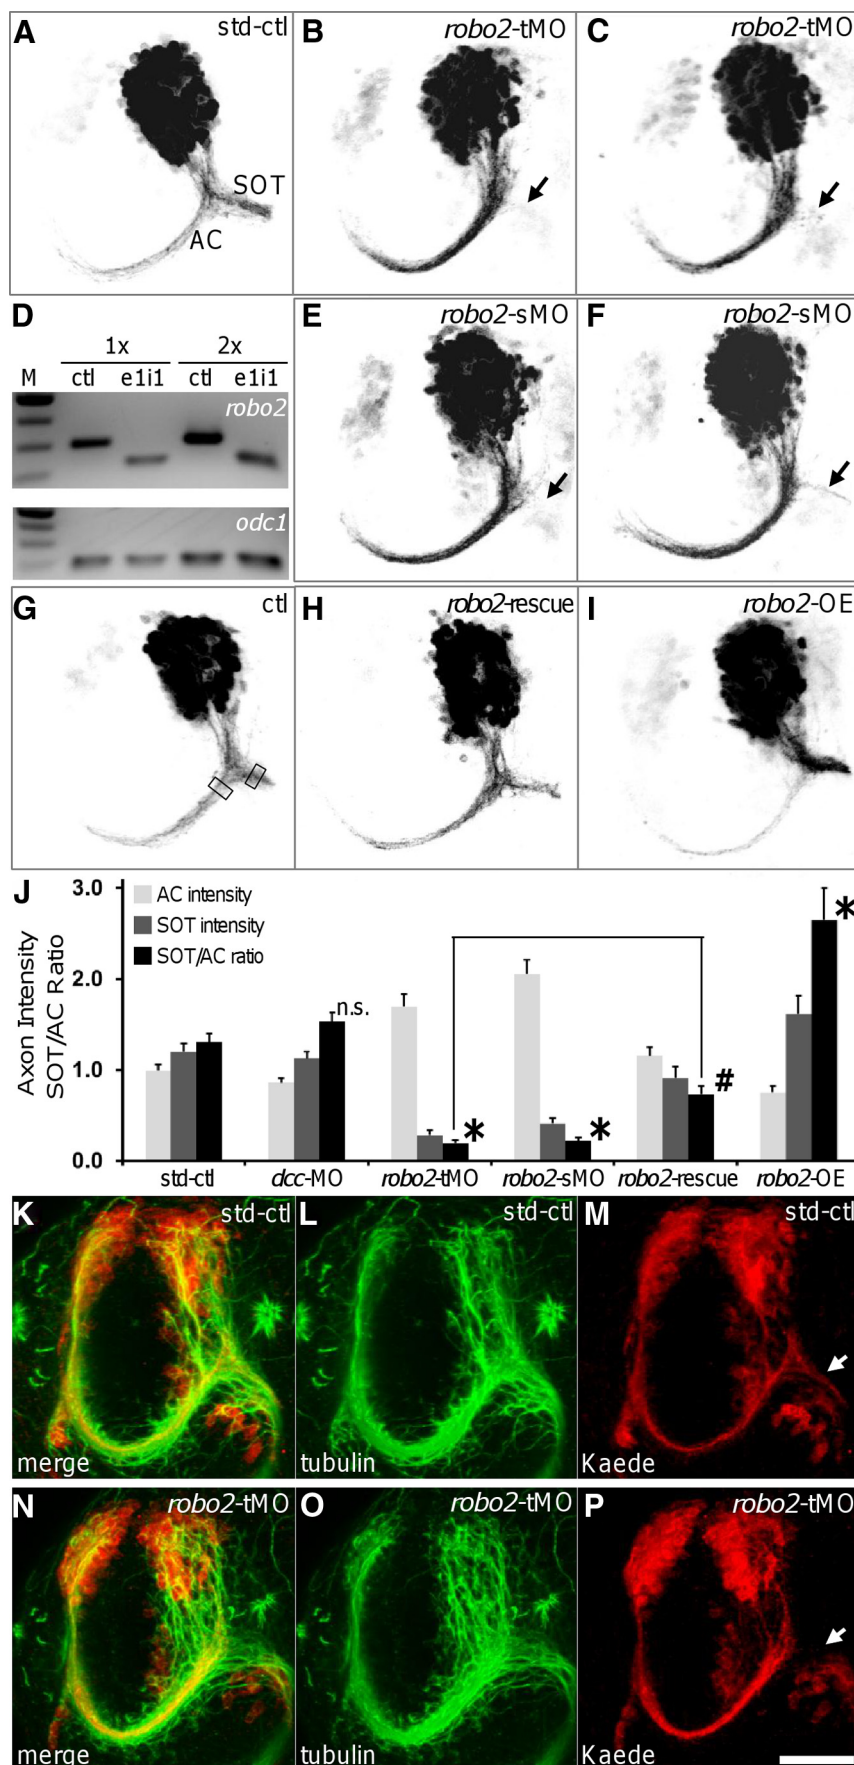 A std-ctl
B robo2-tMO
C robo2-tMO
SOT
AC
D
1x 2x
M ctl e1i1 ctl e1i1
robo2
odc1
E robo2-sMO
F robo2-sMO
G ctl
H robo2-rescue
I robo2-OE
J
Axon Intensity
SOT/AC Ratio
3.0
2.0
1.0
0.0
AC intensity
SOT intensity
SOT/AC ratio
n.s.
*
*
#
*
std-ctl dcc-MO robo2-tMO robo2-sMO robo2-rescue robo2-OE
K std-ctl
merge
L std-ctl
tubulin
M std-ctl
Kaede
N robo2-tMO
merge
O robo2-tMO
tubulin
P robo2-tMO
Kaede